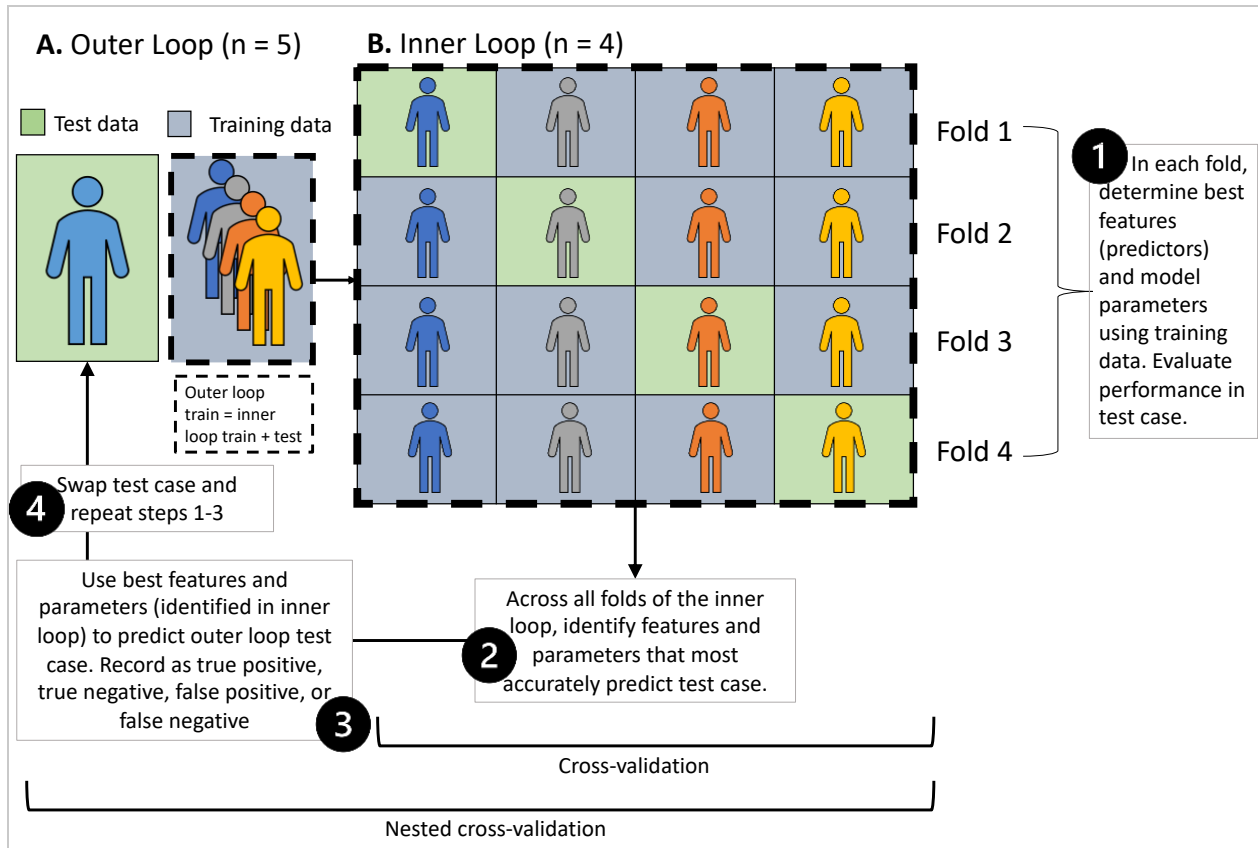 A. Outer Loop (n = 5)
B. Inner Loop (n = 4)
Test data
Training data
Outer loop
train = inner
loop train + test
Fold 1
Fold 2
Fold 3
Fold 4
1
In each fold,
determine best
features
(predictors)
and model
parameters
using training
data. Evaluate
performance in
test case.
2
Across all folds of the inner
loop, identify features and
parameters that most
accurately predict test case.
3
Use best features and
parameters (identified in inner
loop) to predict outer loop test
case. Record as true positive,
true negative, false positive, or
false negative
4
Swap test case and
repeat steps 1-3
Cross-validation
Nested cross-validation